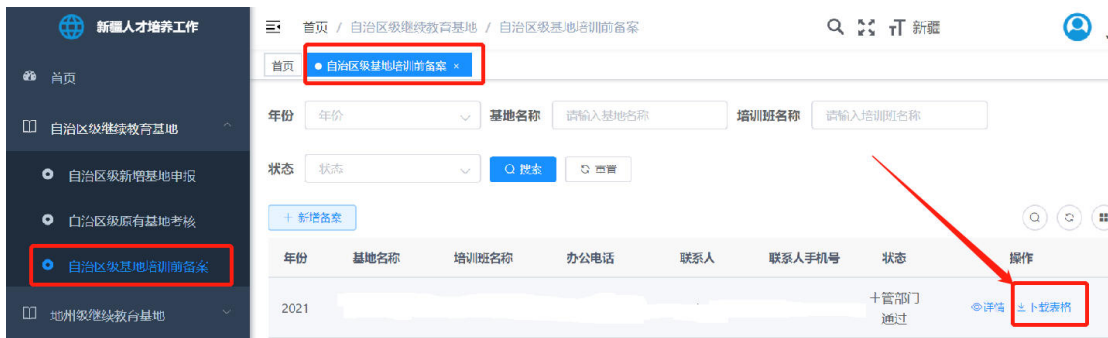 新疆人才培养工作
首页 / 自治区级继续教育基地 / 自治区级基地培训前备案
新疆
首页
自治区级基地培训前备案 ×
首页
自治区级继续教育基地
自治区级新增基地申报
自治区级原有基地考核
自治区级基地培训前备案
地州级继续教育基地
年份 年份 基地名称 请输入基地名称 培训班名称 请输入培训班名称
状态 状态 搜索 重置
+ 新增备案
年份 基地名称 培训班名称 办公电话 联系人 联系人手机号 状态 操作
2021 主管部门 详情 下载表格
通过